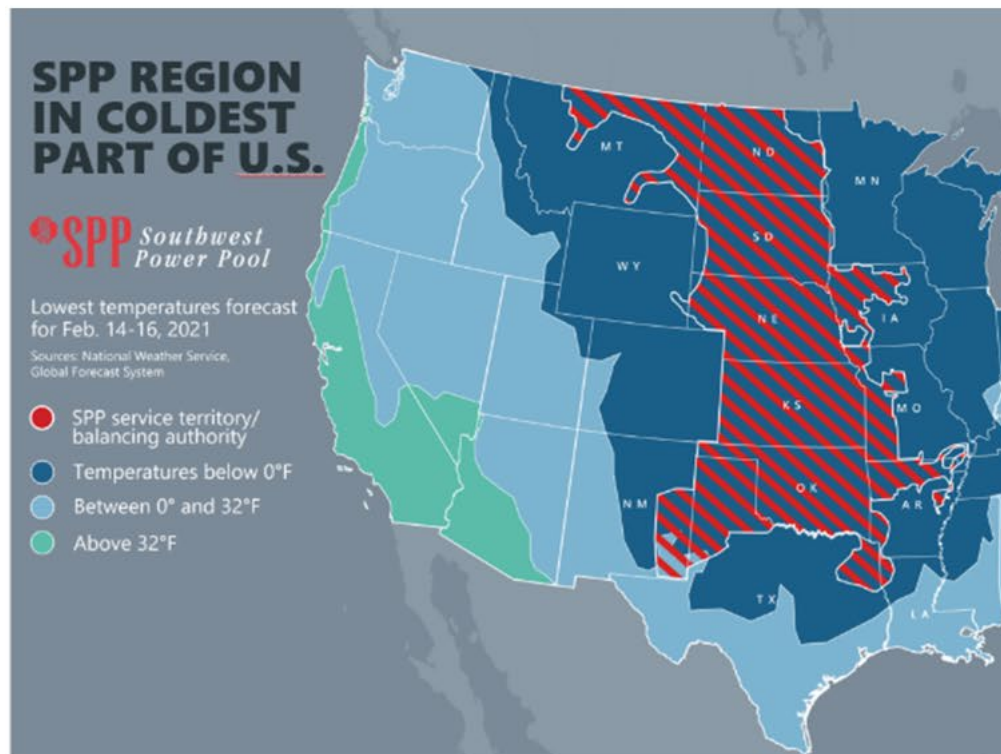 SPP REGION
IN COLDEST
PART OF U.S.
SPP Southwest
Power Pool
Lowest temperatures forecast
for Feb. 14-16, 2021
Sources: National Weather Service,
Global Forecast System
SPP service territory/
balancing authority
Temperatures below 0°F
Between 0° and 32°F
Above 32°F
MT
ND
MN
SD
WY
IA
NE
KS
MO
NM
OK
AR
TX
LA